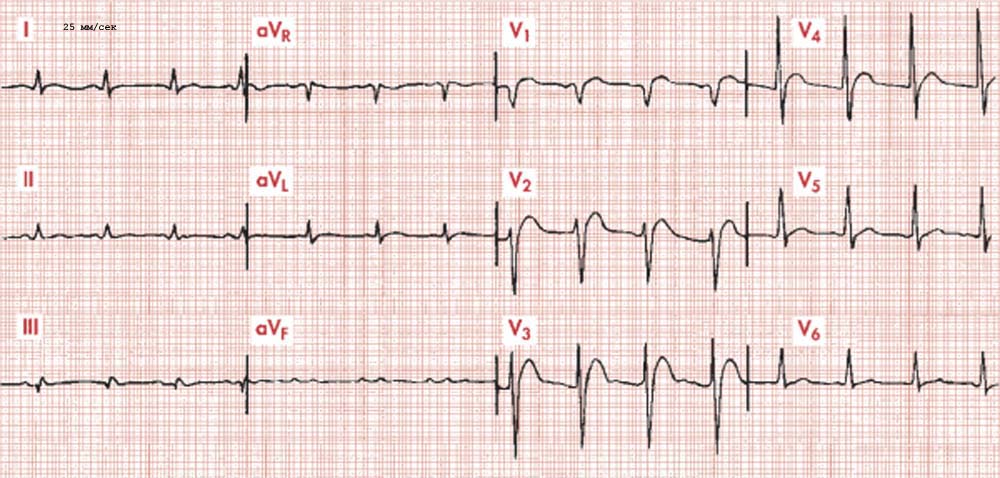 I 25 мм/сек aVR V1 V4
II aVL V2 V5
III aVF V3 V6